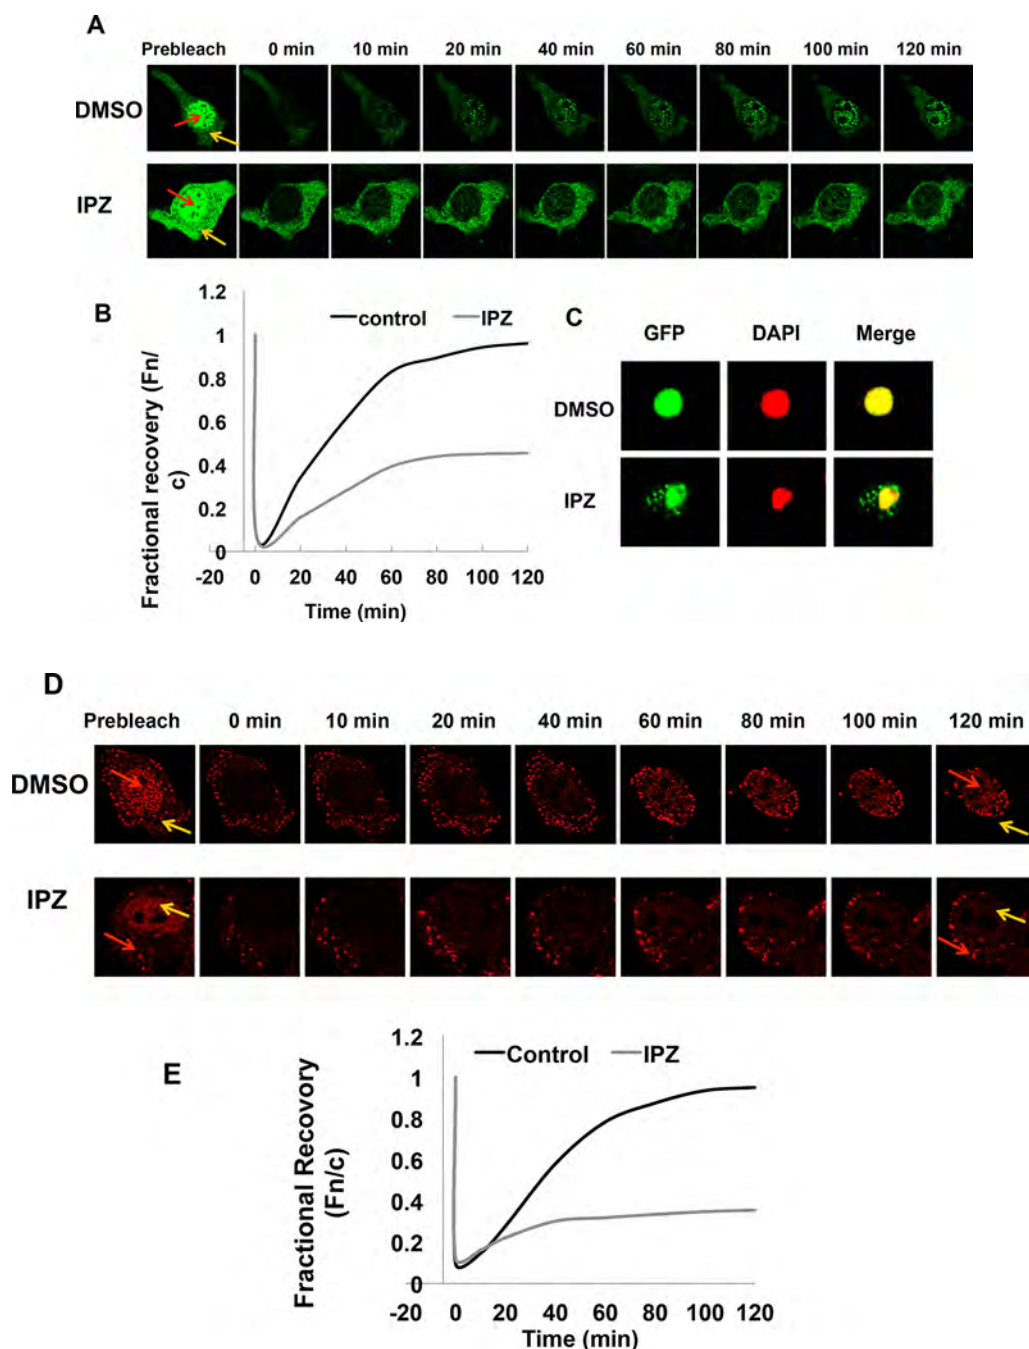 A
Prebleach 0 min 10 min 20 min 40 min 60 min 80 min 100 min 120 min
DMSO
IPZ
B
1.2
1
0.8
0.6
0.4
0.2
0
-20 0 20 40 60 80 100 120
control IPZ
Fractional recovery (Fn/
c)
Time (min)
C
GFP DAPI Merge
DMSO
IPZ
D
Prebleach 0 min 10 min 20 min 40 min 60 min 80 min 100 min 120 min
DMSO
IPZ
E
1.2
1
0.8
0.6
0.4
0.2
0
-20 0 20 40 60 80 100 120
Control IPZ
Fractional Recovory
(Fn/c)
Time (min)